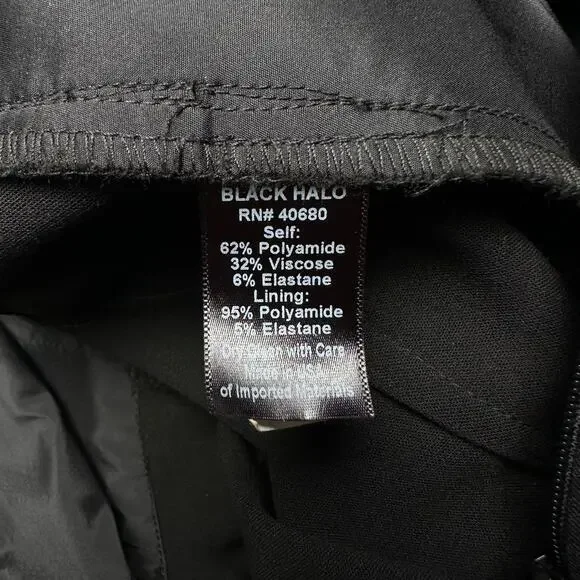 BLACK HALO
RN# 40680
Self:
62% Polyamide
32% Viscose
6% Elastane
Lining:
95% Polyamide
5% Elastane
Dry Clean with Care
Made in USA
of Imported Materials